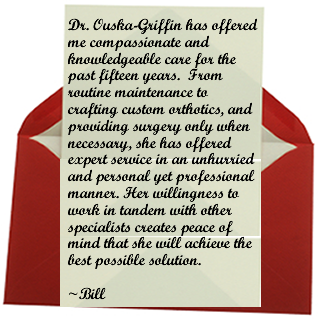 Dr. Ouska-Griffin has offered
me compassionate and
knowledgeable care for the
past fifteen years.  From
routine maintenance to
crafting custom orthotics, and
providing surgery only when
necessary, she has offered
expert service in an unhurried
and personal yet professional
manner. Her willingness to
work in tandem with other
specialists creates peace of
mind that she will achieve the
best possible solution.

~Bill